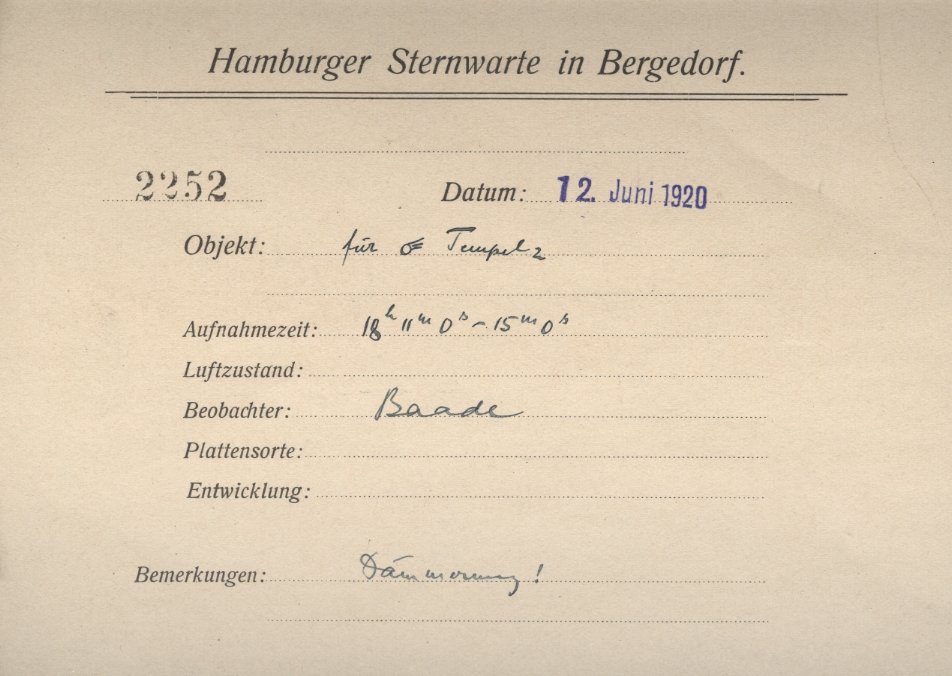 Hamburger Sternwarte in Bergedorf.
2252 Datum: 12. Juni 1920
Objekt: für ☄ Tempel 2
Aufnahmezeit: 18h 11m 0s - 15m 0s
Luftzustand:
Beobachter: Baade
Plattensorte:
Entwicklung:
Bemerkungen: Dämmerung!